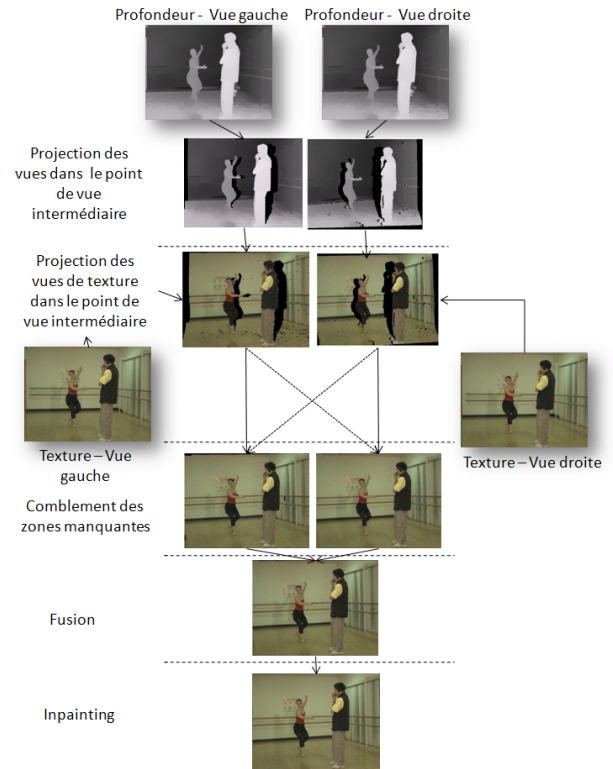 Profondeur - Vue gauche
Profondeur - Vue droite
Projection des
vues dans le point
de vue
intermédiaire
Projection des
vues de texture
dans le point de
vue intermédiaire
Texture – Vue
gauche
Texture – Vue droite
Comblement des
zones manquantes
Fusion
Inpainting